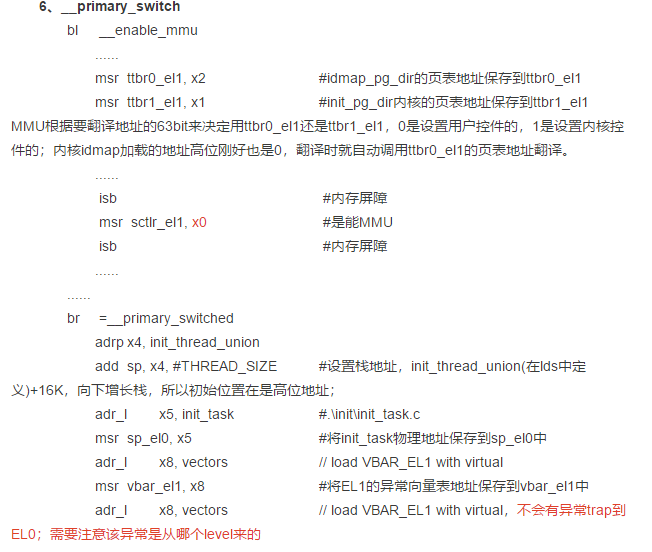 6、__primary_switch
bl __enable_mmu
......
msr ttbr0_el1, x2 #idmap_pg_dir的页表地址保存到ttbr0_el1
msr ttbr1_el1, x1 #init_pg_dir内核的页表地址保存到ttbr1_el1
MMU根据要翻译地址的63bit来决定用ttbr0_el1还是ttbr1_el1，0是设置用户控件的，1是设置内核控
件的；内核idmap加载的地址高位刚好也是0，翻译时就自动调用ttbr0_el1的页表地址翻译。
......
isb #内存屏障
msr sctlr_el1, x0 #是能MMU
isb #内存屏障
......
......
br =__primary_switched
adrp x4, init_thread_union
add sp, x4, #THREAD_SIZE #设置栈地址，init_thread_union(在lds中定
义)+16K，向下增长栈，所以初始位置在是高位地址；
adr_l x5, init_task #.\init\init_task.c
msr sp_el0, x5 #将init_task物理地址保存到sp_el0中
adr_l x8, vectors // load VBAR_EL1 with virtual
msr vbar_el1, x8 #将EL1的异常向量表地址保存到vbar_el1中
adr_l x8, vectors // load VBAR_EL1 with virtual，不会有异常trap到
EL0；需要注意该异常是从哪个level来的